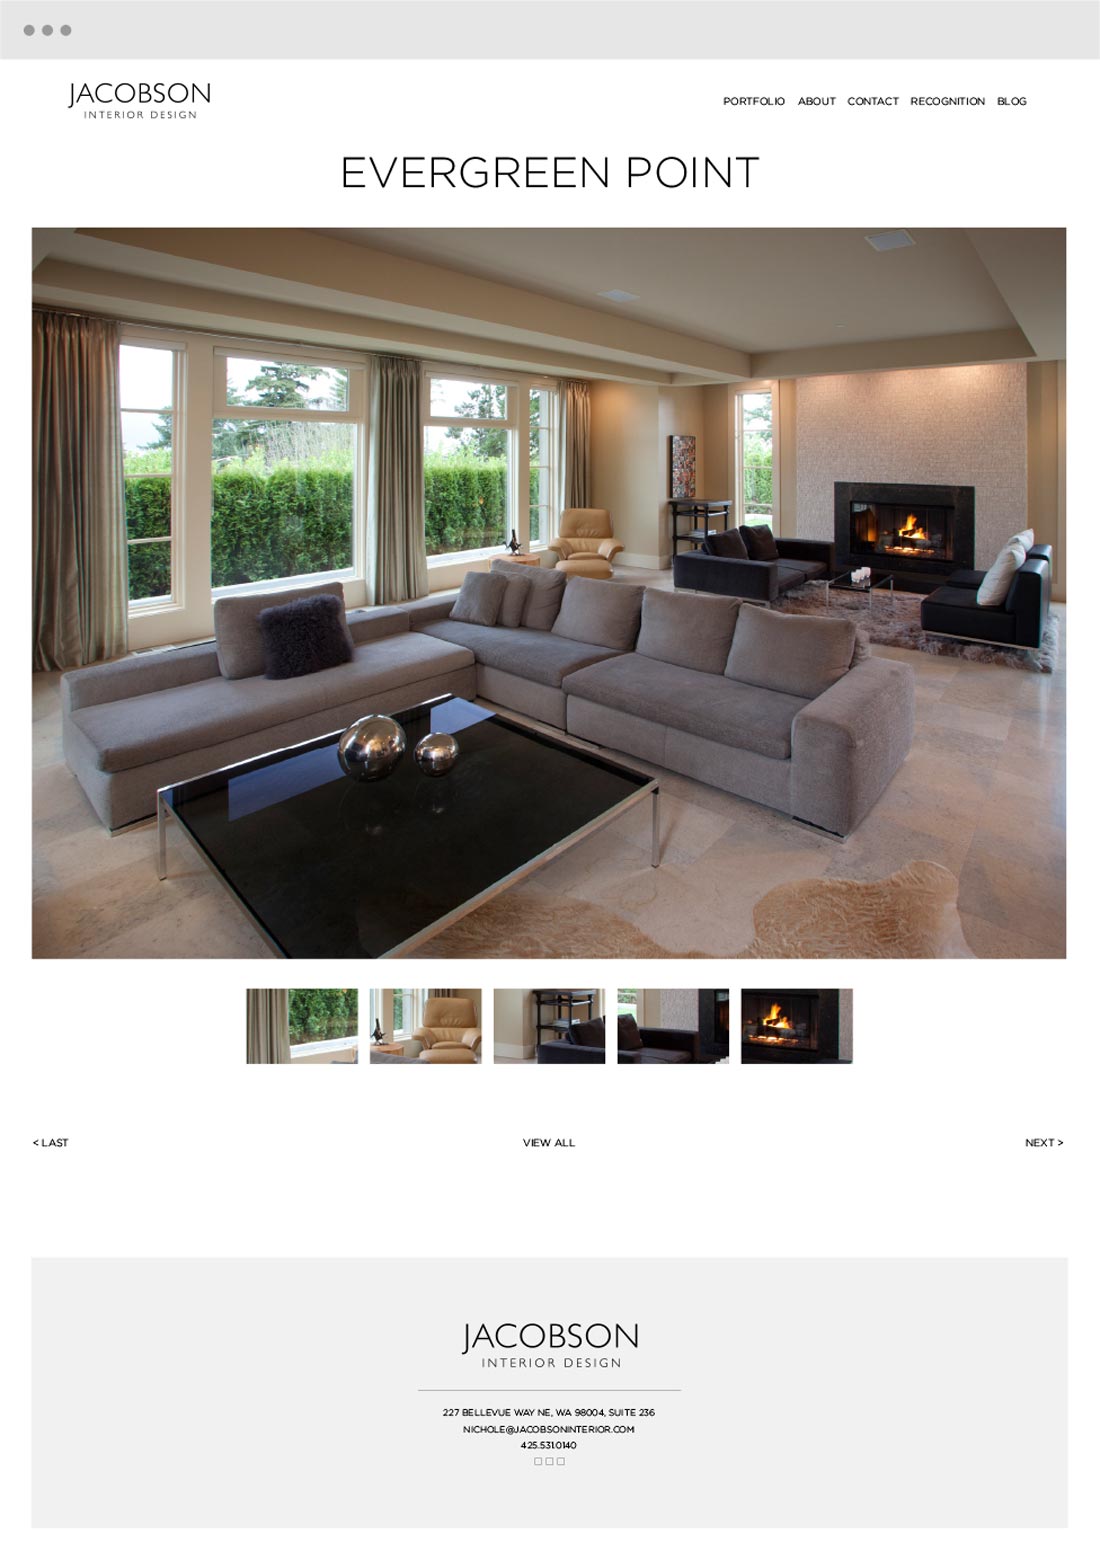 JACOBSON
INTERIOR DESIGN
PORTFOLIO ABOUT CONTACT RECOGNITION BLOG
EVERGREEN POINT
< LAST
VIEW ALL
NEXT >
JACOBSON
INTERIOR DESIGN
227 BELLEVUE WAY NE, WA 98004, SUITE 236
NICHOLE@JACOBSONINTERIOR.COM
425.531.0140